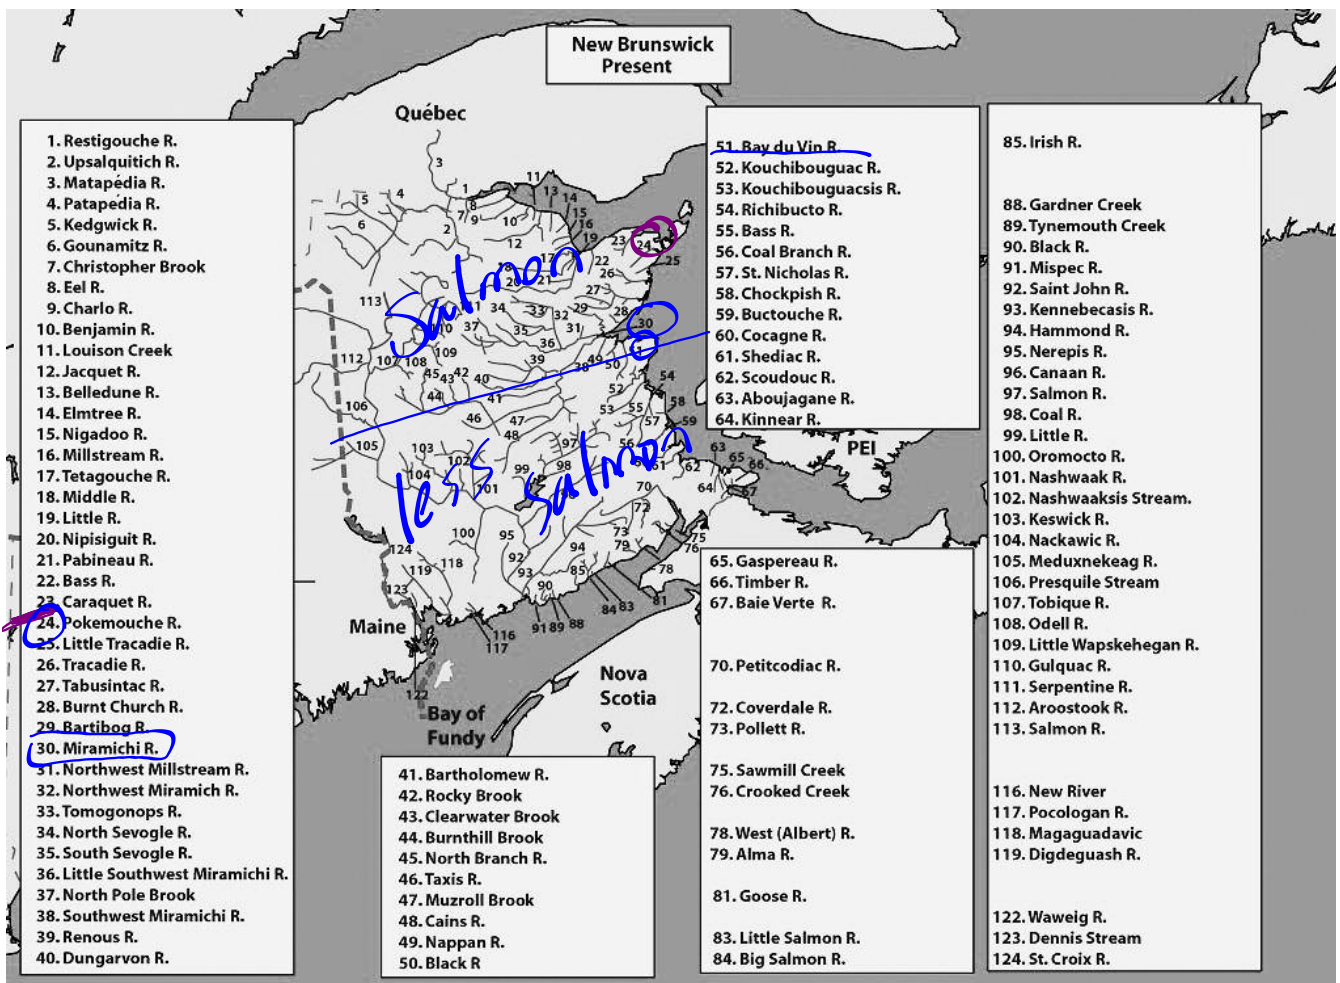 New Brunswick
Present
Québec
1. Restigouche R.
2. Upsalquitich R.
3. Matapédia R.
4. Patapedia R.
5. Kedgwick R.
6. Gounamitz R.
7. Christopher Brook
8. Eel R.
9. Charlo R.
10. Benjamin R.
11. Louison Creek
12. Jacquet R.
13. Belledune R.
14. Elmtree R.
15. Nigadoo R.
16. Millstream R.
17. Tetagouche R.
18. Middle R.
19. Little R.
20. Nipisiguit R.
21. Pabineau R.
22. Bass R.
23. Caraquet R.
24. Pokemouche R.
25. Little Tracadie R.
26. Tracadie R.
27. Tabusintac R.
28. Burnt Church R.
29. Bartibog R.
30. Miramichi R.
31. Northwest Millstream R.
32. Northwest Miramich R.
33. Tomogonops R.
34. North Sevogle R.
35. South Sevogle R.
36. Little Southwest Miramichi R.
37. North Pole Brook
38. Southwest Miramichi R.
39. Renous R.
40. Dungarvon R.
Salmon
less salmon
Maine
Bay of
Fundy
Nova
Scotia
PEI
41. Bartholomew R.
42. Rocky Brook
43. Clearwater Brook
44. Burnthill Brook
45. North Branch R.
46. Taxis R.
47. Muzroll Brook
48. Cains R.
49. Nappan R.
50. Black R
51. Bay du Vin R.
52. Kouchibouguac R.
53. Kouchibouguacsis R.
54. Richibucto R.
55. Bass R.
56. Coal Branch R.
57. St. Nicholas R.
58. Chockpish R.
59. Buctouche R.
60. Cocagne R.
61. Shediac R.
62. Scoudouc R.
63. Aboujagane R.
64. Kinnear R.
65. Gaspereau R.
66. Timber R.
67. Baie Verte R.
70. Petitcodiac R.
72. Coverdale R.
73. Pollett R.
75. Sawmill Creek
76. Crooked Creek
78. West (Albert) R.
79. Alma R.
81. Goose R.
83. Little Salmon R.
84. Big Salmon R.
85. Irish R.
88. Gardner Creek
89. Tynemouth Creek
90. Black R.
91. Mispec R.
92. Saint John R.
93. Kennebecasis R.
94. Hammond R.
95. Nerepis R.
96. Canaan R.
97. Salmon R.
98. Coal R.
99. Little R.
100. Oromocto R.
101. Nashwaak R.
102. Nashwaaksis Stream.
103. Keswick R.
104. Nackawic R.
105. Meduxnekeag R.
106. Presquile Stream
107. Tobique R.
108. Odell R.
109. Little Wapskehegan R.
110. Gulquac R.
111. Serpentine R.
112. Aroostook R.
113. Salmon R.
116. New River
117. Pocologan R.
118. Magaguadavic
119. Digdeguash R.
122. Waweig R.
123. Dennis Stream
124. St. Croix R.